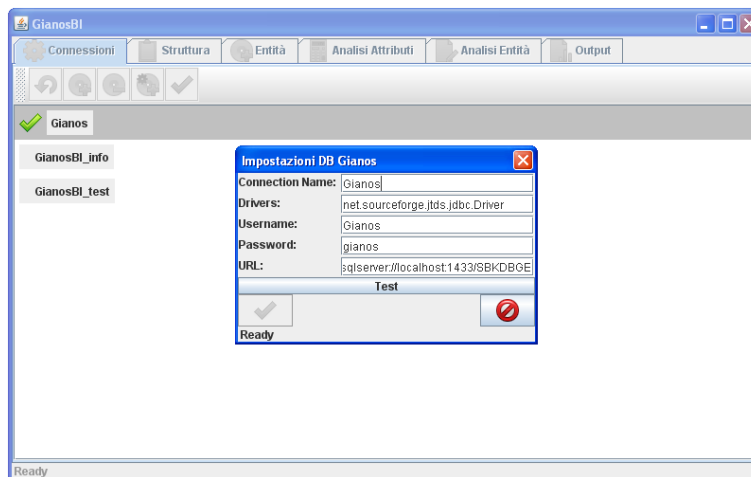 GianosBI
Connessioni Struttura Entità Analisi Attributi Analisi Entità Output
Gianos
GianosBI_info
GianosBI_test
Impostazioni DB Gianos
Connection Name: Gianos
Drivers: net.sourceforge.jtds.jdbc.Driver
Username: Gianos
Password: gianos
URL: sqlserver://localhost:1433/SBKDBGE
Test
Ready
Ready